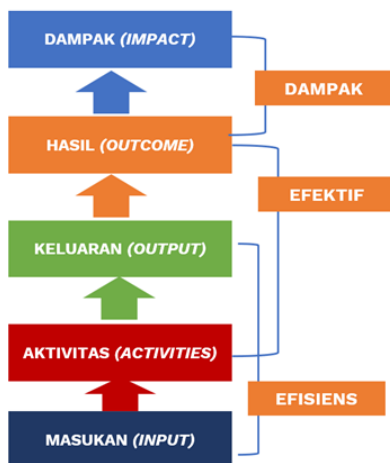 DAMPAK (IMPACT)
DAMPAK
HASIL (OUTCOME)
EFEKTIF
KELUARAN (OUTPUT)
AKTIVITAS (ACTIVITIES)
EFISIENS
MASUKAN (INPUT)